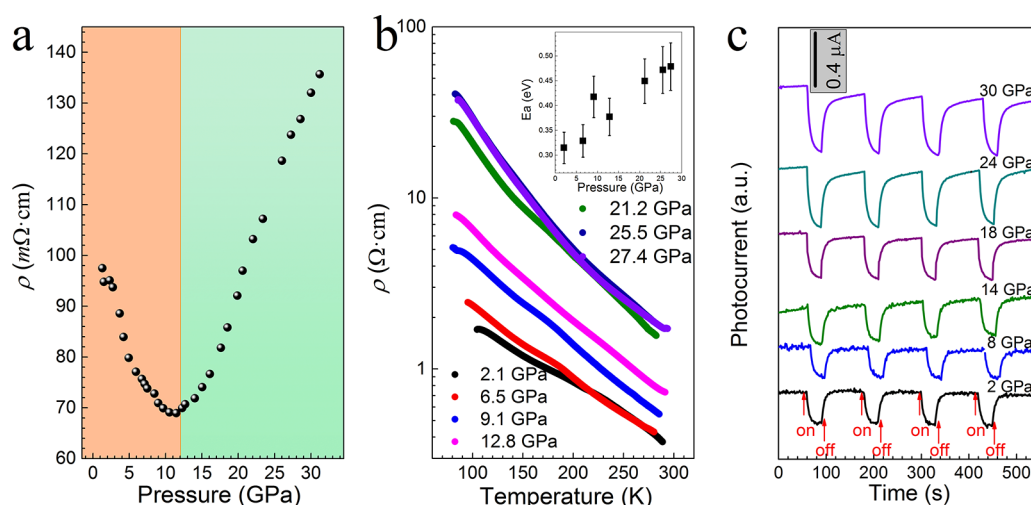 a
140
130
120
110
100
90
80
70
60
ρ (mΩ·cm)
0 5 10 15 20 25 30
Pressure (GPa)
b
100
10
1
ρ (Ω·cm)
50 100 150 200 250 300
Temperature (K)
0.50
0.45
0.40
0.35
0.30
Ea (eV)
0 5 10 15 20 25 30
Pressure (GPa)
21.2 GPa
25.5 GPa
27.4 GPa
2.1 GPa
6.5 GPa
9.1 GPa
12.8 GPa
c
0.4 μA
Photocurrent (a.u.)
30 GPa
24 GPa
18 GPa
14 GPa
8 GPa
2 GPa
on on on on
off off off off
0 100 200 300 400 500
Time (s)